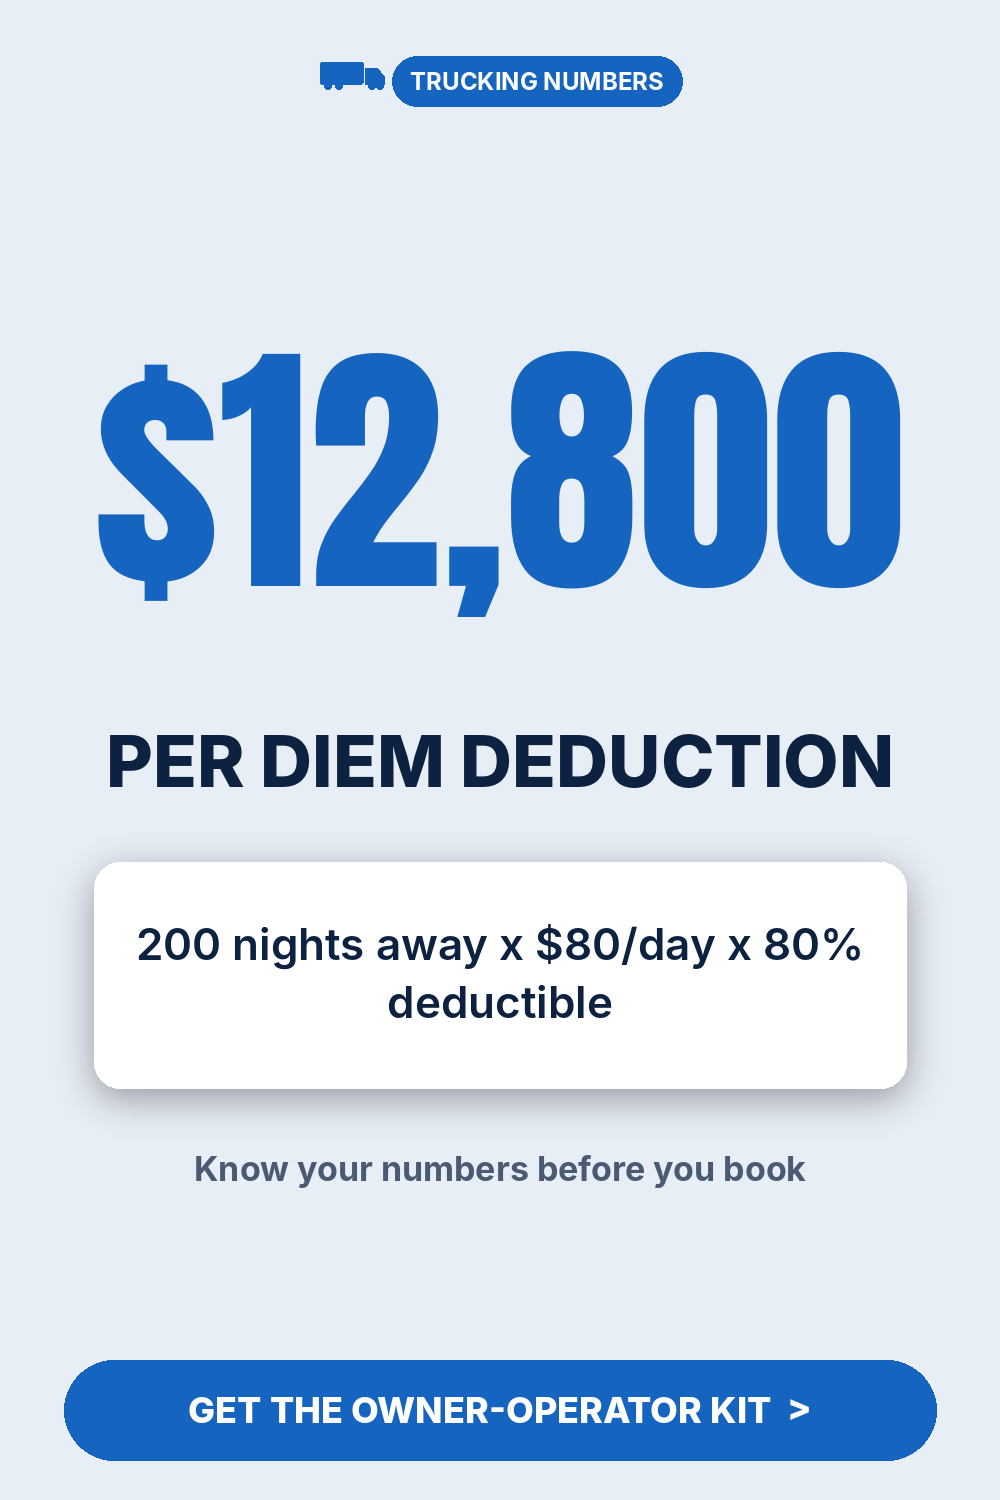 TRUCKING NUMBERS
$12,800
PER DIEM DEDUCTION
200 nights away x $80/day x 80%
deductible
Know your numbers before you book
GET THE OWNER-OPERATOR KIT >